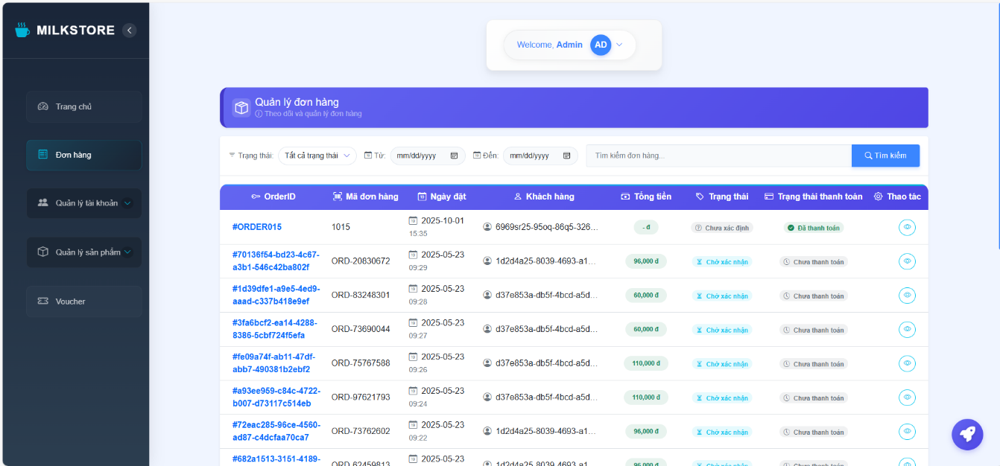 MILKSTORE
Welcome, Admin AD
Trang chủ
Đơn hàng
Quản lý tài khoản
Quản lý sản phẩm
Voucher
Quản lý đơn hàng
Theo dõi và quản lý đơn hàng
Trạng thái: Tất cả trạng thái Từ: mm/dd/yyyy Đến: mm/dd/yyyy Tìm kiếm đơn hàng... Tìm kiếm
OrderID Mã đơn hàng Ngày đặt Khách hàng Tổng tiền Trạng thái Trạng thái thanh toán Thao tác
#ORDER015 1015 2025-10-01 6969sr25-95oq-86q5-326... - đ Chưa xác định Đã thanh toán
15:35
#70136f54-bd23-4c67- ORD-20830672 2025-05-23 1d2d4a25-8039-4693-a1... 96,000 đ Chờ xác nhận Chưa thanh toán
a3b1-546c42ba802f 09:29
#1d39dfe1-a9e5-4ed9- ORD-83248301 2025-05-23 d37e853a-db5f-4bcd-a5d... 60,000 đ Chờ xác nhận Chưa thanh toán
aaad-c337b418e9ef 09:28
#3fa6bcf2-ea14-4288- ORD-73690044 2025-05-23 d37e853a-db5f-4bcd-a5d... 60,000 đ Chờ xác nhận Chưa thanh toán
8386-5cbf724f5efa 09:27
#fe09a74f-ab11-47df- ORD-75767588 2025-05-23 d37e853a-db5f-4bcd-a5d... 110,000 đ Chờ xác nhận Chưa thanh toán
abb7-490381b2ebf2 09:26
#a93ee959-c84c-4722- ORD-97621793 2025-05-23 d37e853a-db5f-4bcd-a5d... 110,000 đ Chờ xác nhận Chưa thanh toán
b007-d73117c514eb 09:24
#72eac285-96ce-4560- ORD-73762602 2025-05-23 1d2d4a25-8039-4693-a1... 96,000 đ Chờ xác nhận Chưa thanh toán
ad87-c4dcfaa70ca7 09:22
#682a1513-3151-4189- ORD-62459813 2025-05-23 1d2d4a25-8039-4693-a1... 96,000 đ Chờ xác nhận Chưa thanh toán